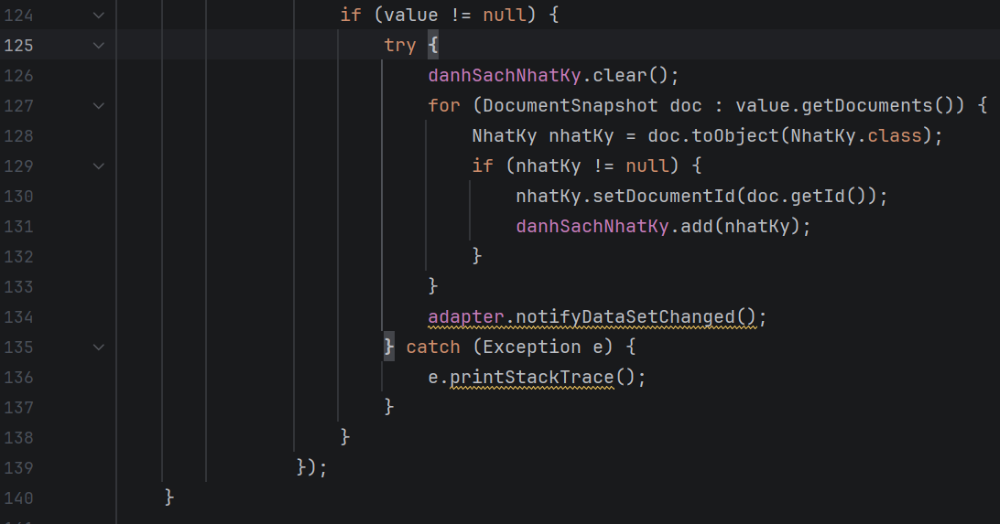 124 if (value != null) {
125 try {
126 danhSachNhatKy.clear();
127 for (DocumentSnapshot doc : value.getDocuments()) {
128 NhatKy nhatKy = doc.toObject(NhatKy.class);
129 if (nhatKy != null) {
130 nhatKy.setDocumentId(doc.getId());
131 danhSachNhatKy.add(nhatKy);
132 }
133 }
134 adapter.notifyDataSetChanged();
135 } catch (Exception e) {
136 e.printStackTrace();
137 }
138 }
139 });
140 }